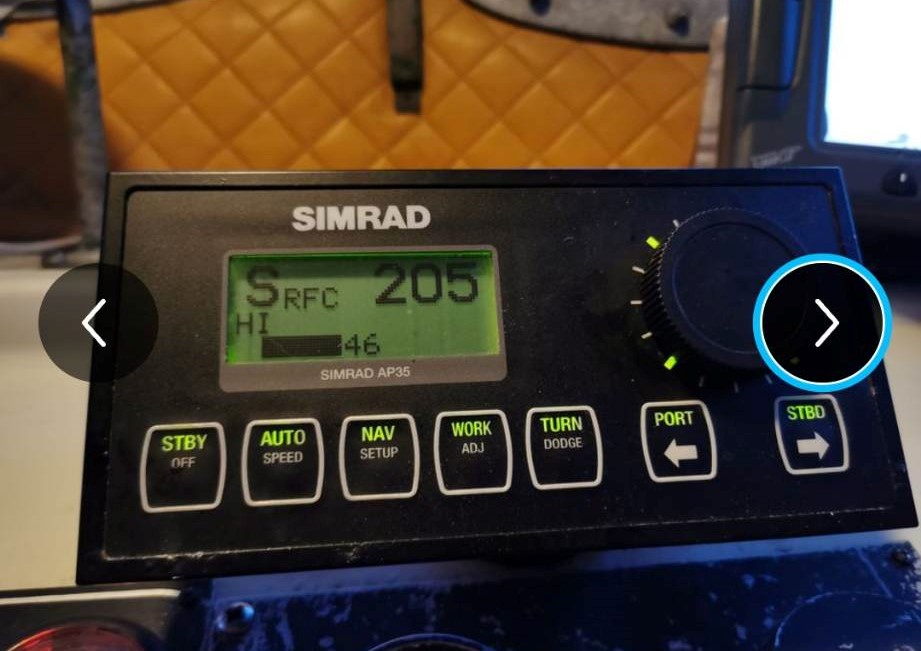 SIMRAD
S RFC 205
HI
46
SIMRAD AP35
STBY
OFF
AUTO
SPEED
NAV
SETUP
WORK
ADJ
TURN
DODGE
PORT
STBD